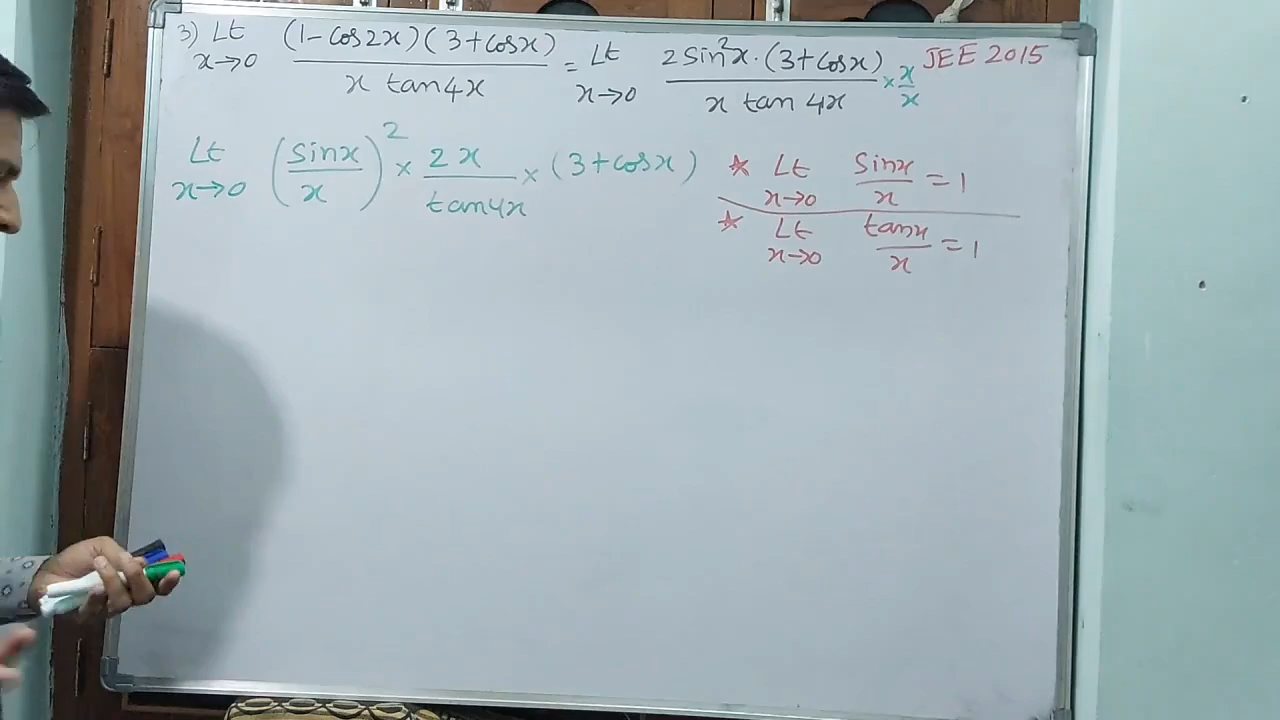 3) Lt x→0 (1-cos2x)(3+cosx) / x tan4x = Lt x→0 2sin²x·(3+cosx) / x tan 4x × x/x JEE 2015
Lt x→0 (sinx/x)² × 2x/tan4x × (3+cosx)
★ Lt x→0 sinx/x = 1
★ Lt x→0 tanx/x = 1